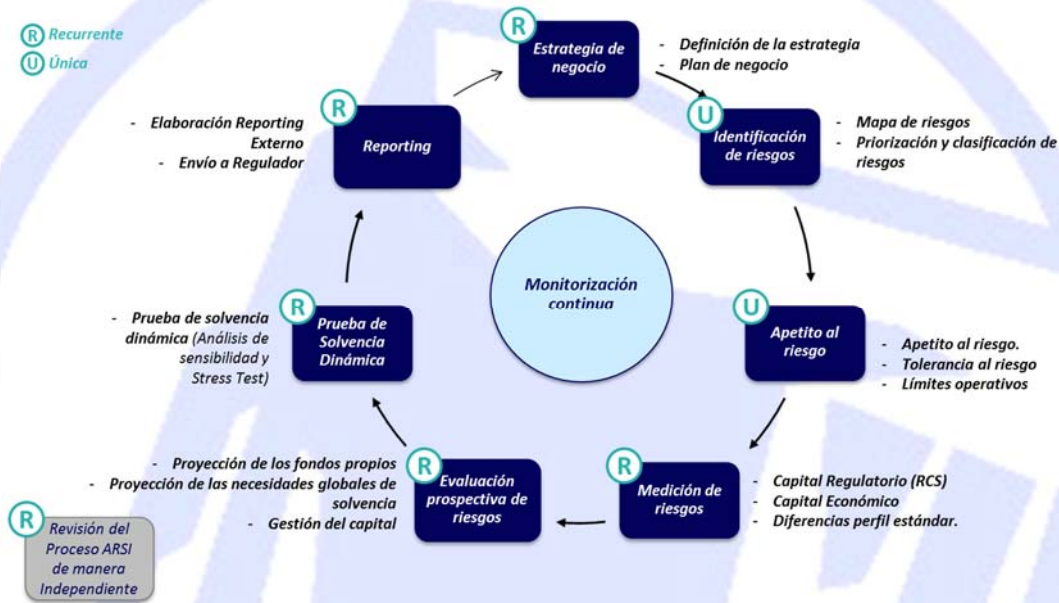 R Recurrente
U Única
R
Estrategia de
negocio
- Definición de la estrategia
- Plan de negocio
U
Identificación
de riesgos
- Mapa de riesgos
- Priorización y clasificación de
riesgos
U
Apetito al
riesgo
- Apetito al riesgo.
- Tolerancia al riesgo
- Límites operativos
R
Medición de
riesgos
- Capital Regulatorio (RCS)
- Capital Económico
- Diferencias perfil estándar.
R
Evaluación
prospectiva de
riesgos
- Proyección de los fondos propios
- Proyección de las necesidades globales de
solvencia
- Gestión del capital
R
Prueba de
Solvencia
Dinámica
- Prueba de solvencia
dinámica (Análisis de
sensibilidad y
Stress Test)
R
Reporting
- Elaboración Reporting
Externo
- Envío a Regulador
Monitorización
continua
R
Revisión del
Proceso ARSI
de manera
Independiente